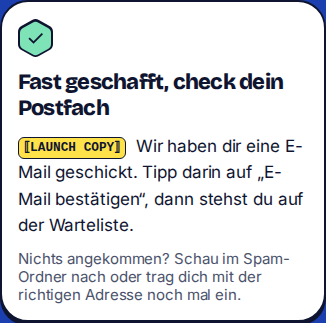 Fast geschafft, check dein
Postfach
⟦LAUNCH COPY⟧ Wir haben dir eine E-
Mail geschickt. Tipp darin auf „E-
Mail bestätigen“, dann stehst du auf
der Warteliste.
Nichts angekommen? Schau im Spam-
Ordner nach oder trag dich mit der
richtigen Adresse noch mal ein.